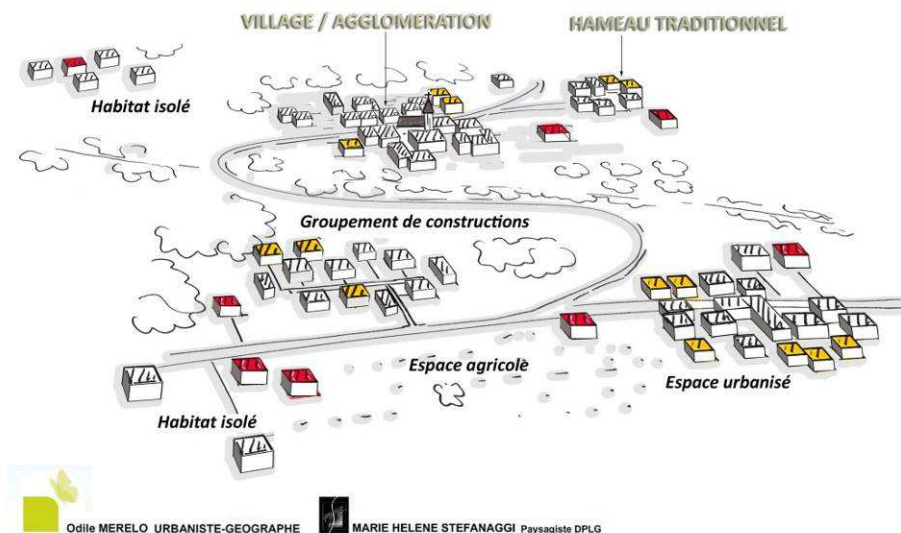 VILLAGE / AGGLOMERATION
HAMEAU TRADITIONNEL
Habitat isolé
Groupement de constructions
Espace agricole
Espace urbanisé
Habitat isolé
Odile MERELO URBANISTE-GEOGRAPHE
MARIE HELENE STEFANAGGI Paysagiste DPLG